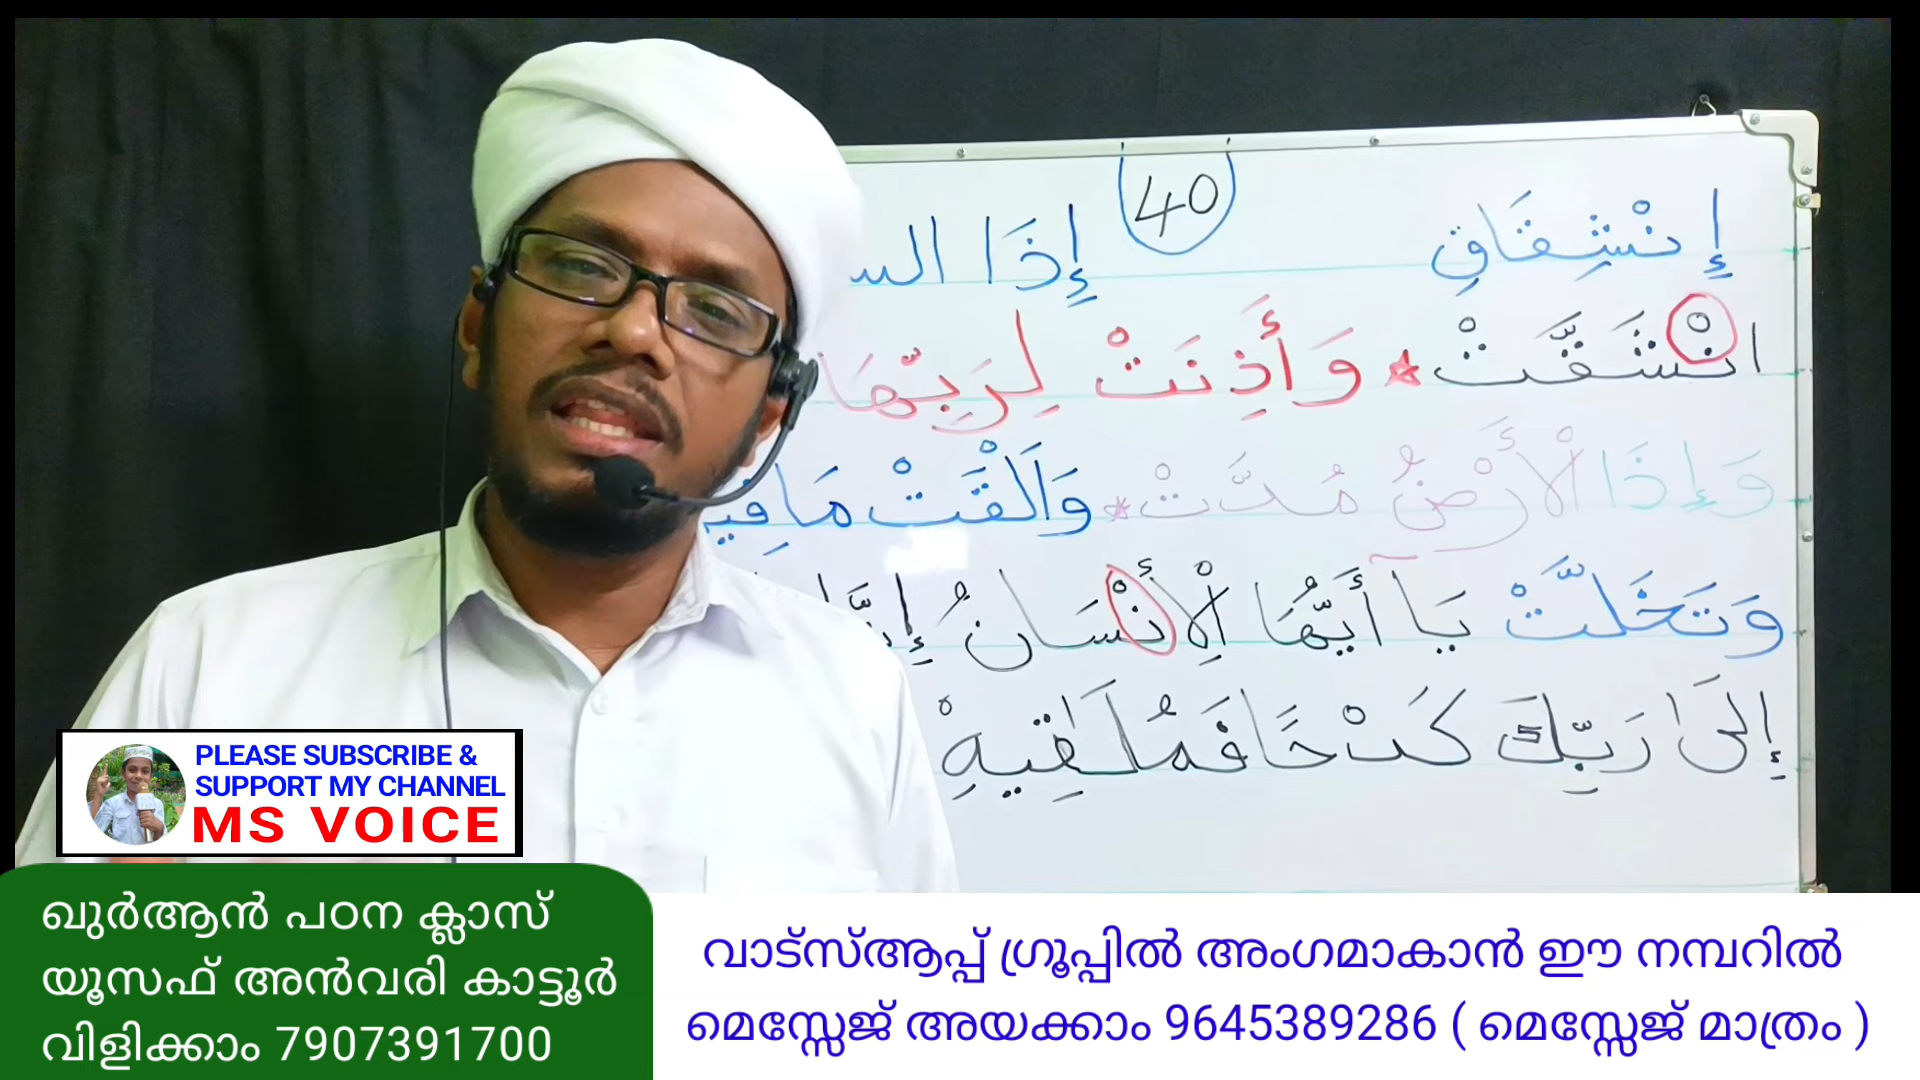 40
إِنْشِقَاقِ
إِذَا الس
انْشَقَّتْ * وَأَذِنَتْ لِرَبِّهَا
وَإِذَا الْأَرْضُ مُدَّتْ * وَاَلْقَتْ مَا فِي
وَتَخَلَّتْ يَا أَيُّهَا الْاِنْسَانُ إِنَّ
إِلَىٰ رَبِّكَ كَدْحًا فَمُلَٰقِيهِْ
PLEASE SUBSCRIBE &
SUPPORT MY CHANNEL
MS VOICE
ഖുർആൻ പഠന ക്ലാസ്
യൂസഫ് അൻവരി കാട്ടൂർ
വിളിക്കാം 7907391700
വാട്സ്ആപ്പ് ഗ്രൂപ്പിൽ അംഗമാകാൻ ഈ നമ്പറിൽ
മെസ്സേജ് അയക്കാം 9645389286 ( മെസ്സേജ് മാത്രം )